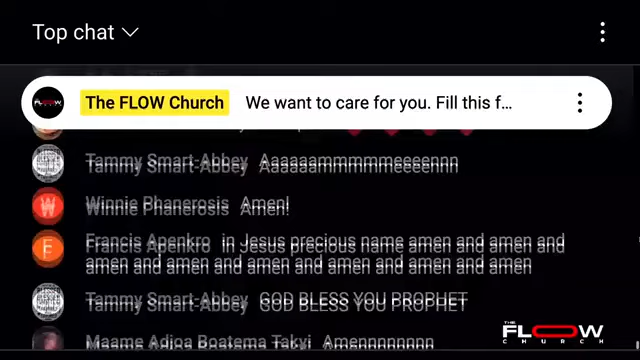 Top chat
FLOW
The FLOW Church We want to care for you. Fill this f…
Tammy Smart-Abbey Aaaaaammmmmeeeennn
W Winnie Phanerosis Amen!
Francis Apenkro in Jesus precious name amen and amen and
F
amen and amen and amen and amen and amen and amen
Tammy Smart-Abbey GOD BLESS YOU PROPHET
Maame Adjoa Boatema Takyi Amennnnnnnn
THE
FLOW
CHURCH